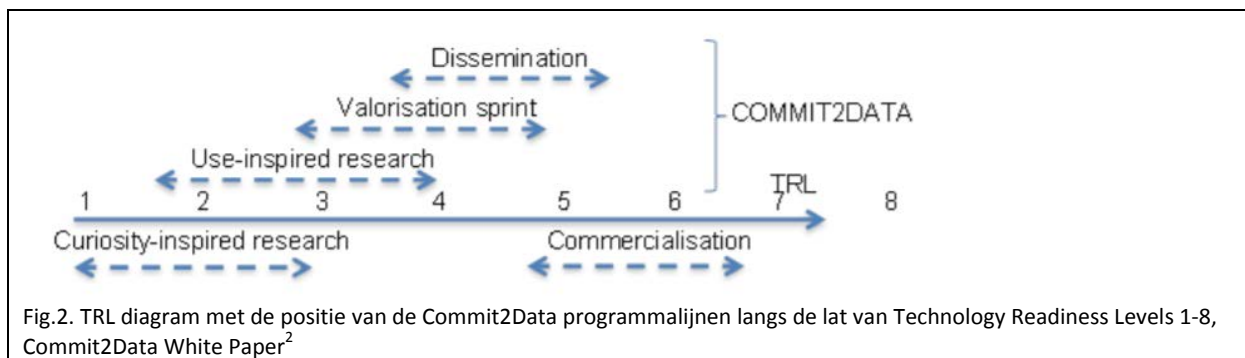 Dissemination
Valorisation sprint
COMMIT2DATA
Use-inspired research
TRL
1 2 3 4 5 6 7 8
Curiosity-inspired research Commercialisation
Fig.2. TRL diagram met de positie van de Commit2Data programmalijnen langs de lat van Technology Readiness Levels 1-8,
Commit2Data White Paper2